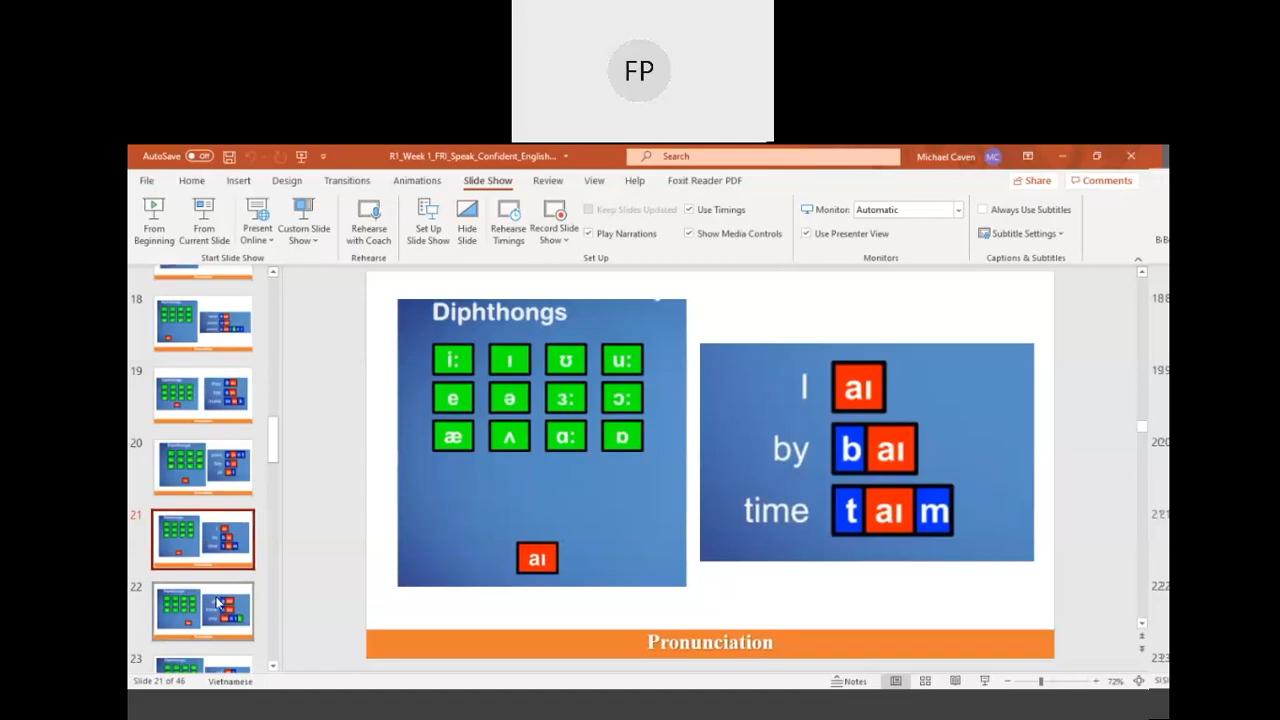 FP
AutoSave Off R1_Week 1_FRI_Speak_Confident_English... Search Michael Caven MC
File Home Insert Design Transitions Animations Slide Show Review View Help Foxit Reader PDF Share Comments
From Beginning
From Current Slide
Present Online
Custom Slide Show
Rehearse with Coach
Set Up Slide Show
Hide Slide
Rehearse Timings
Record Slide Show
Keep Slides Updated
Use Timings
Play Narrations
Show Media Controls
Monitor: Automatic
Use Presenter View
Always Use Subtitles
Subtitle Settings
Start Slide Show Rehearse Set Up Monitors Captions & Subtitles
18
19
20
21
22
23
Diphthongs
iː ɪ ʊ uː
e ə ɜː ɔː
æ ʌ ɑː ɒ
aɪ
I aɪ
by b aɪ
time t aɪ m
Pronunciation
Slide 21 of 46 Vietnamese Notes 72%